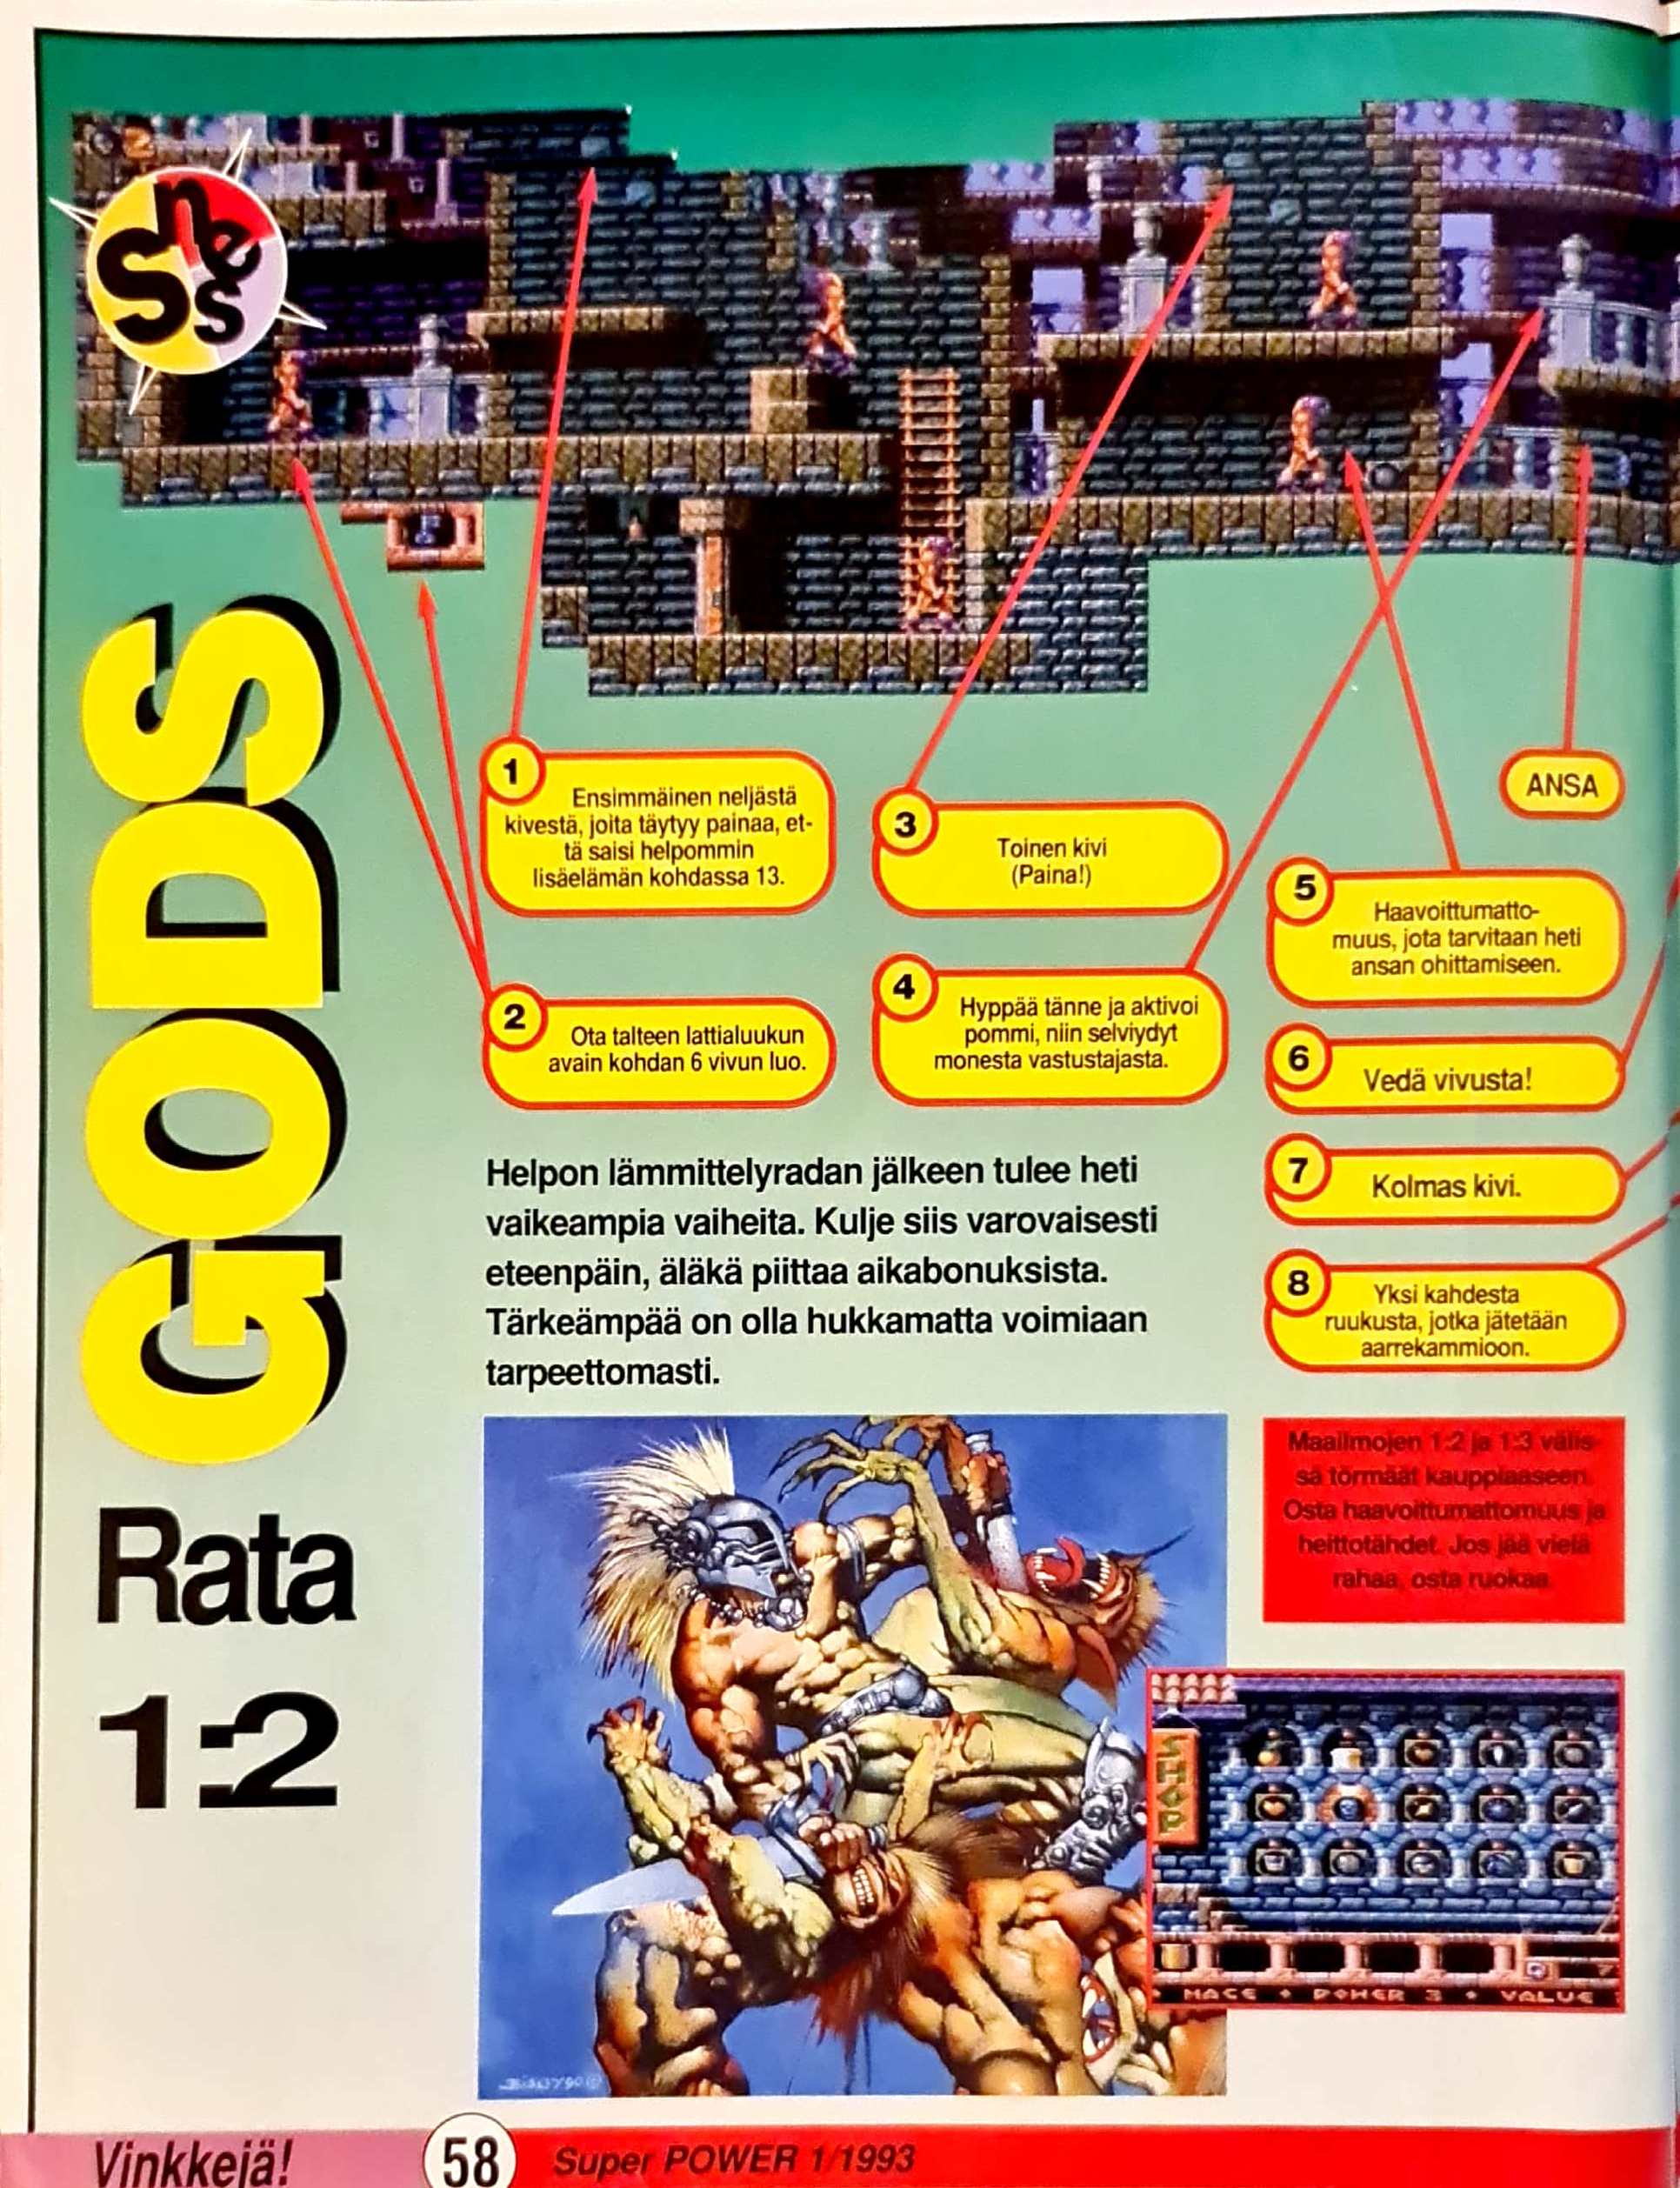 Snes
GODS
Rata
1:2
1
Ensimmäinen neljästä
kivestä, joita täytyy painaa, et-
tä saisi helpommin
lisäelämän kohdassa 13.
2
Ota talteen lattialuukun
avain kohdan 6 vivun luo.
3
Toinen kivi
(Paina!)
4
Hyppää tänne ja aktivoi
pommi, niin selviydyt
monesta vastustajasta.
ANSA
5
Haavoittumatto-
muus, jota tarvitaan heti
ansan ohittamiseen.
6
Vedä vivusta!
7
Kolmas kivi.
8
Yksi kahdesta
ruukusta, jotka jätetään
aarrekammioon.
Helpon lämmittelyradan jälkeen tulee heti
vaikeampia vaiheita. Kulje siis varovaisesti
eteenpäin, äläkä piittaa aikabonuksista.
Tärkeämpää on olla hukkamatta voimiaan
tarpeettomasti.
Maailmojen 1:2 ja 1:3 välis-
sä törmäät kauppiaaseen.
Osta haavoittumattomuus ja
heittotähdet. Jos jää vielä
rahaa, osta ruokaa.
SHOP
MACE POWER 3 VALUE
Vinkkejä!
58
Super POWER 1/1993